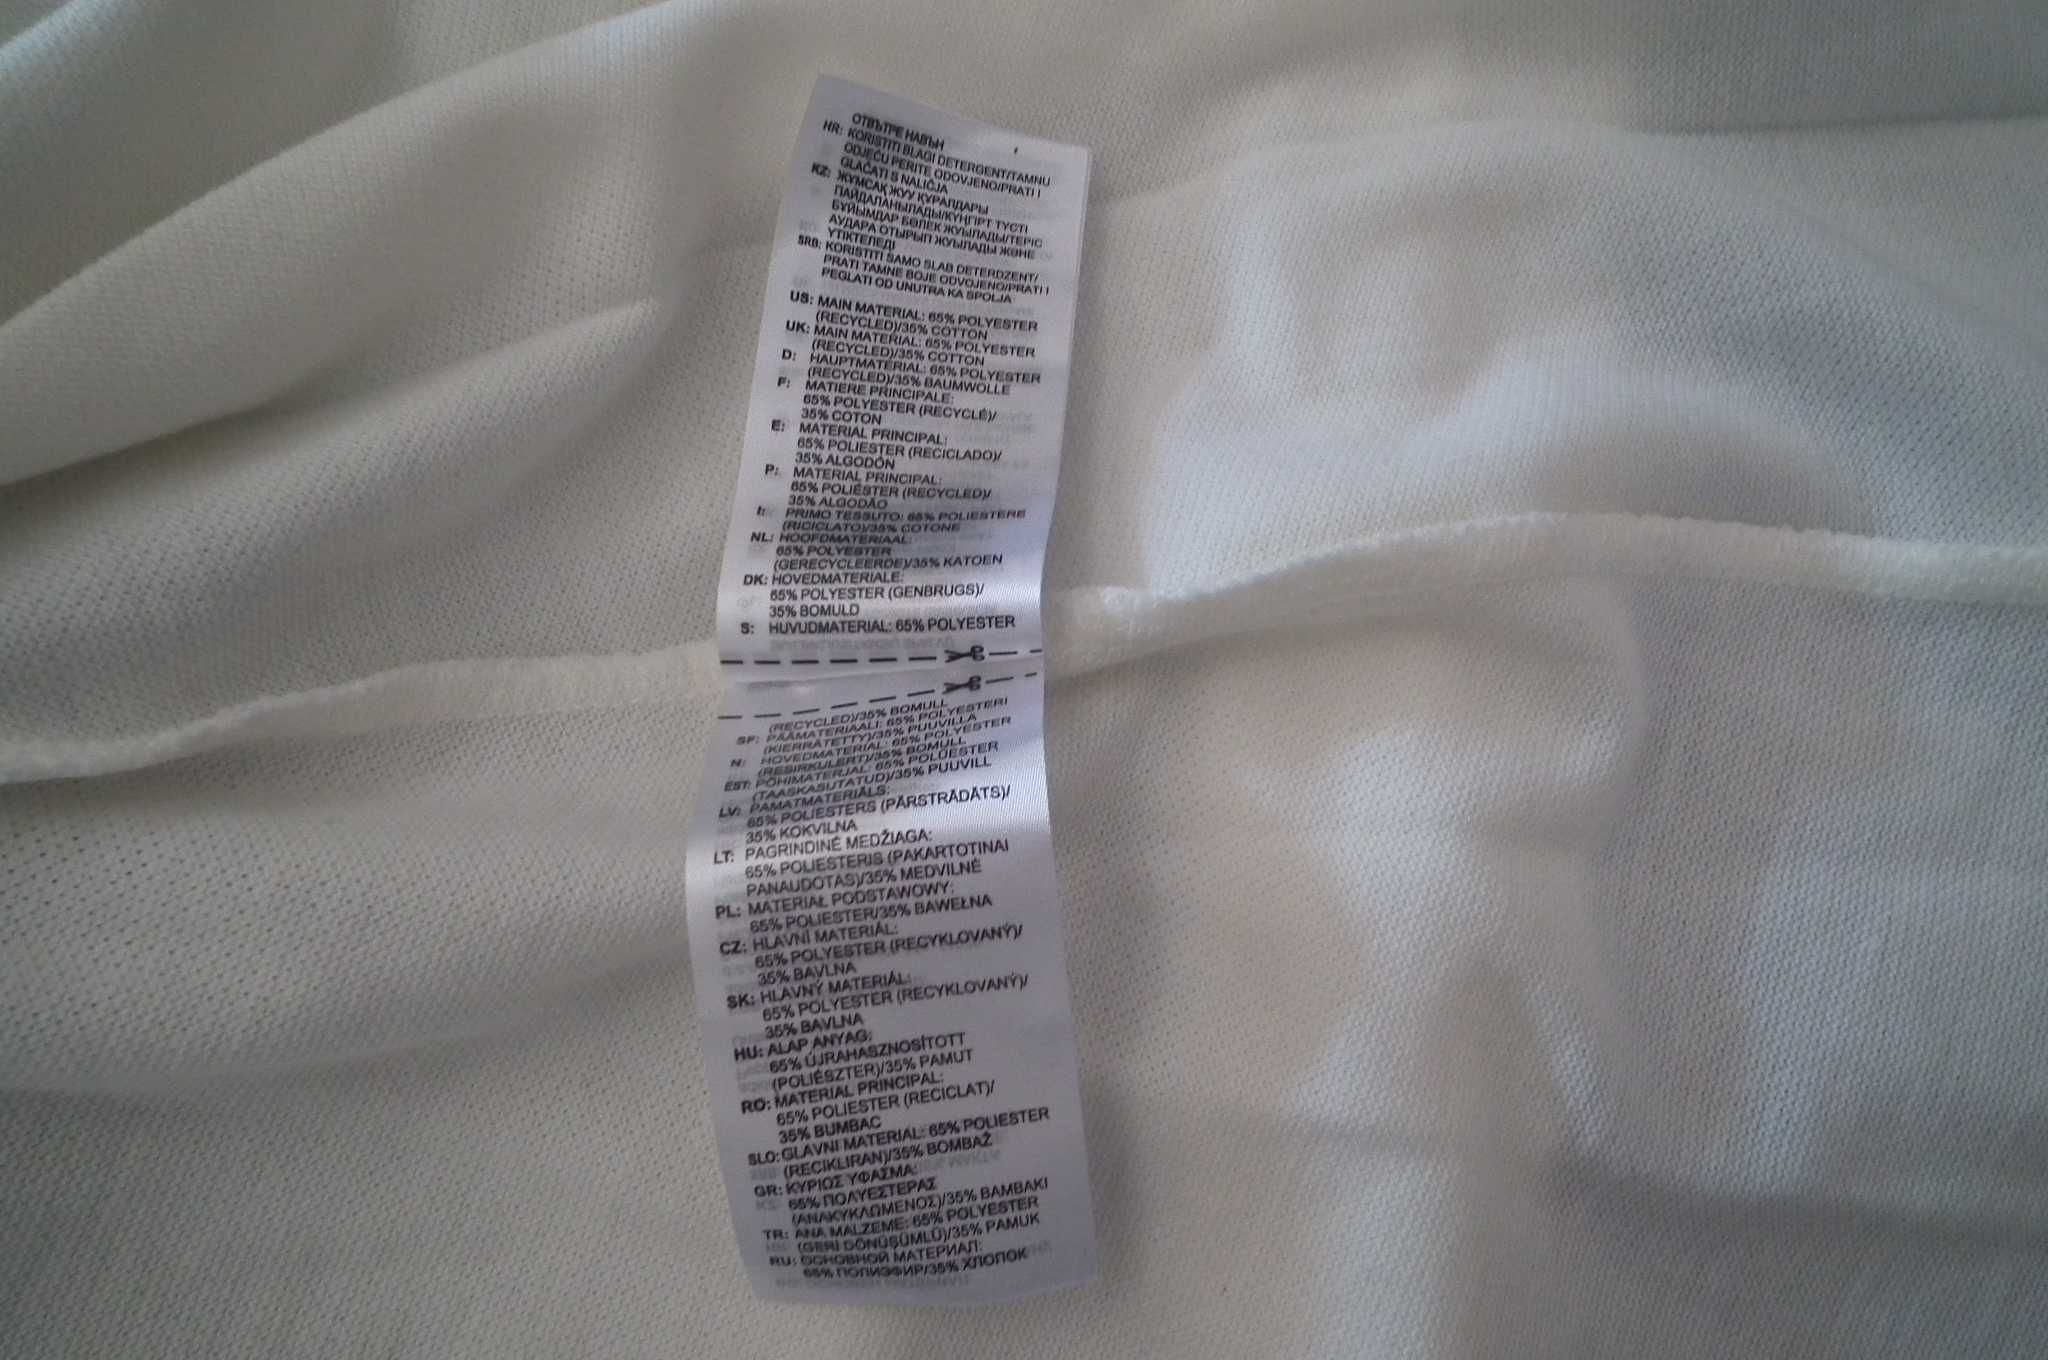 ОТВЪТРЕ НАВЪН
HR: KORISTITI BLAGI DETERGENT/TAMNU
ODJEĆU PERITE ODOVJENO/PRATI I
GLAČATI S NALIČJA
KZ: ЖҰМСАҚ ЖУУ ҚҰРАЛДАРЫ
ПАЙДАЛАНЫЛАДЫ/КҮҢГІРТ ТҮСТІ
БҰЙЫМДАР БӨЛЕК ЖУЫЛАДЫ/ТЕРІС
АУДАРА ОТЫРЫП ЖУЫЛАДЫ ЖӘНЕ
ҮТІКТЕЛЕДІ
SRB: KORISTITI SAMO SLAB DETERDZENT/
PRATI TAMNE BOJE ODVOJENO/PRATI I
PEGLATI OD UNUTRA KA SPOLJA
US: MAIN MATERIAL: 65% POLYESTER
(RECYCLED)/35% COTTON
UK: MAIN MATERIAL: 65% POLYESTER
(RECYCLED)/35% COTTON
D: HAUPTMATERIAL: 65% POLYESTER
(RECYCLED)/35% BAUMWOLLE
F: MATIERE PRINCIPALE:
65% POLYESTER (RECYCLÉ)/
35% COTON
E: MATERIAL PRINCIPAL:
65% POLIESTER (RECICLADO)/
35% ALGODÓN
P: MATERIAL PRINCIPAL:
65% POLIÉSTER (RECYCLED)/
35% ALGODÃO
I: PRIMO TESSUTO: 65% POLIESTERE
(RICICLATO)/35% COTONE
NL: HOOFDMATERIAAL:
65% POLYESTER
(GERECYCLEERDE)/35% KATOEN
DK: HOVEDMATERIALE:
65% POLYESTER (GENBRUGS)/
35% BOMULD
S: HUVUDMATERIAL: 65% POLYESTER
(RECYCLED)/35% BOMULL
SF: PÄÄMATERIAALI: 65% POLYESTERI
(KIERRÄTETTY)/35% PUUVILLA
N: HOVEDMATERIAL: 65% POLYESTER
(RESIRKULERT)/35% BOMULL
EST: PÕHIMATERJAL: 65% POLÜESTER
(TAASKASUTATUD)/35% PUUVILL
LV: PAMATMATERIĀLS:
65% POLIESTERS (PĀRSTRĀDĀTS)/
35% KOKVILNA
LT: PAGRINDINĖ MEDŽIAGA:
65% POLIESTERIS (PAKARTOTINAI
PANAUDOTAS)/35% MEDVILNĖ
PL: MATERIAŁ PODSTAWOWY:
65% POLIESTER/35% BAWEŁNA
CZ: HLAVNÍ MATERIÁL:
65% POLYESTER (RECYKLOVANÝ)/
35% BAVLNA
SK: HLAVNÝ MATERIÁL:
65% POLYESTER (RECYKLOVANÝ)/
35% BAVLNA
HU: ALAP ANYAG:
65% ÚJRAHASZNOSÍTOTT
(POLIÉSZTER)/35% PAMUT
RO: MATERIAL PRINCIPAL:
65% POLIESTER (RECICLAT)/
35% BUMBAC
SLO: GLAVNI MATERIAL: 65% POLIESTER
(RECIKLIRAN)/35% BOMBAŽ
GR: ΚΥΡΙΟΣ ΥΦΑΣΜΑ:
65% ΠΟΛΥΕΣΤΕΡΑΣ
(ΑΝΑΚΥΚΛΩΜΕΝΟΣ)/35% ΒΑΜΒΑΚΙ
TR: ANA MALZEME: 65% POLYESTER
(GERİ DÖNÜŞÜMLÜ)/35% PAMUK
RU: ОСНОВНОЙ МАТЕРИАЛ:
65% ПОЛИЭФИР/35% ХЛОПОК